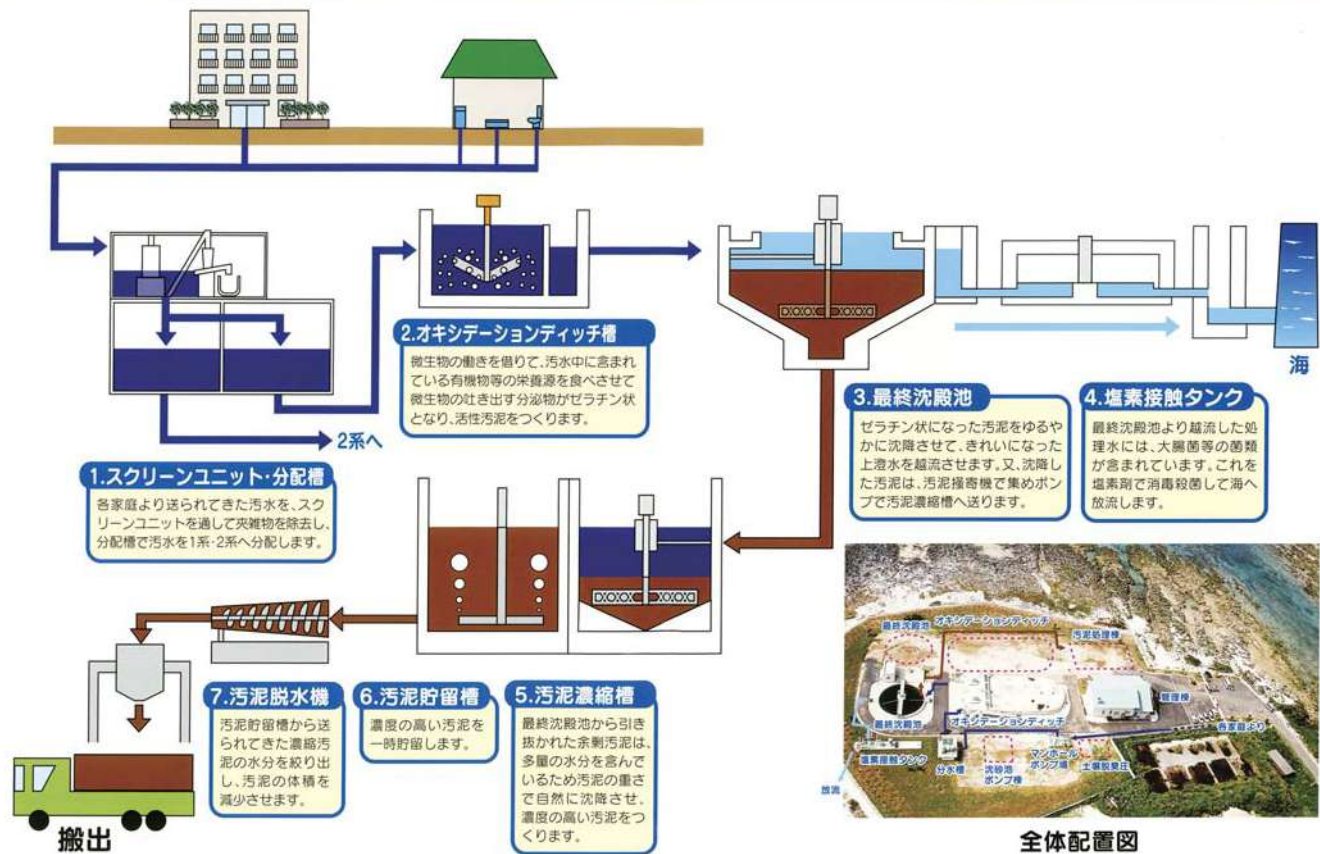 2系へ
1.スクリーンユニット・分配槽
各家庭より送られてきた汚水を、スク
リーンユニットを通して夾雑物を除去し、
分配槽で汚水を1系・2系へ分配します。
2.オキシデーションディッチ槽
微生物の働きを借りて、汚水中に含まれ
ている有機物等の栄養源を食べさせて
微生物の吐き出す分泌物がゼラチン状
となり、活性汚泥をつくります。
海
3.最終沈殿池
ゼラチン状になった汚泥をゆるや
かに沈降させて、きれいになった
上澄水を越流させます。又、沈降し
た汚泥は、汚泥掻寄機で集めポン
プで汚泥濃縮槽へ送ります。
4.塩素接触タンク
最終沈殿池より越流した処
理水には、大腸菌等の菌類
が含まれています。これを
塩素剤で消毒殺菌して海へ
放流します。
5.汚泥濃縮槽
最終沈殿池から引き
抜かれた余剰汚泥は、
多量の水分を含んで
いるため汚泥の重さ
で自然に沈降させ、
濃度の高い汚泥をつ
くります。
6.汚泥貯留槽
濃度の高い汚泥を
一時貯留します。
7.汚泥脱水機
汚泥貯留槽から送
られてきた濃縮汚
泥の水分を絞り出
し、汚泥の体積を
減少させます。
搬出
最終沈殿池
オキシデーションディッチ
汚泥処理棟
管理棟
最終沈殿池
オキシデーションディッチ
各家庭より
塩素接触タンク
分水槽
沈砂池
ポンプ棟
マンホール
ポンプ場
土壌脱臭圧
放流
全体配置図